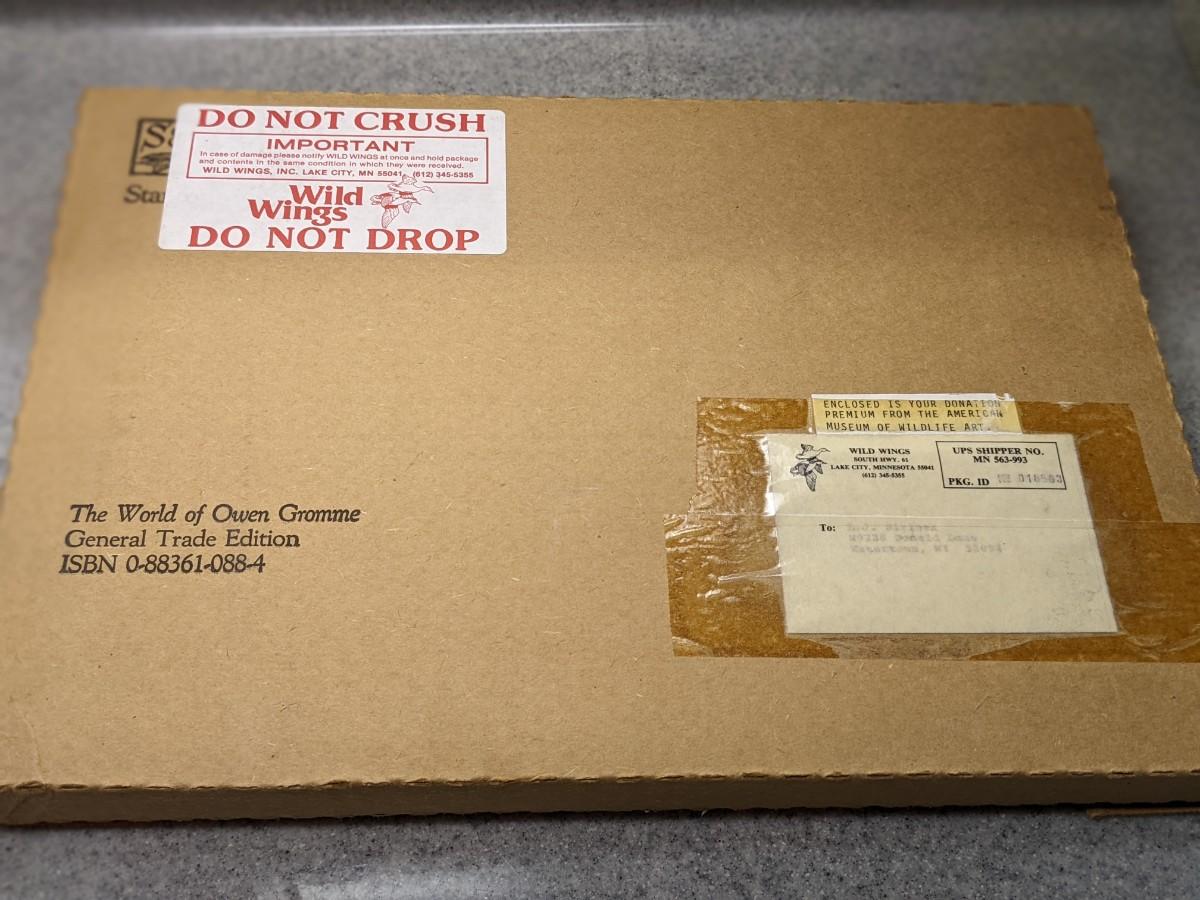 DO NOT CRUSH
IMPORTANT
In case of damage please notify WILD WINGS at once and hold package
and contents in the same condition in which they were received.
WILD WINGS, INC. LAKE CITY, MN 55041 (612) 345-5355
Wild
Wings
DO NOT DROP
ENCLOSED IS YOUR DONATION
PREMIUM FROM THE AMERICAN
MUSEUM OF WILDLIFE ART.
WILD WINGS
SOUTH HWY. 61
LAKE CITY, MINNESOTA 55041
(612) 345-5355
UPS SHIPPER NO.
MN 563-993
PKG. ID
To:
Donald Lane
Watertown, WI
The World of Owen Gromme
General Trade Edition
ISBN 0-88361-088-4